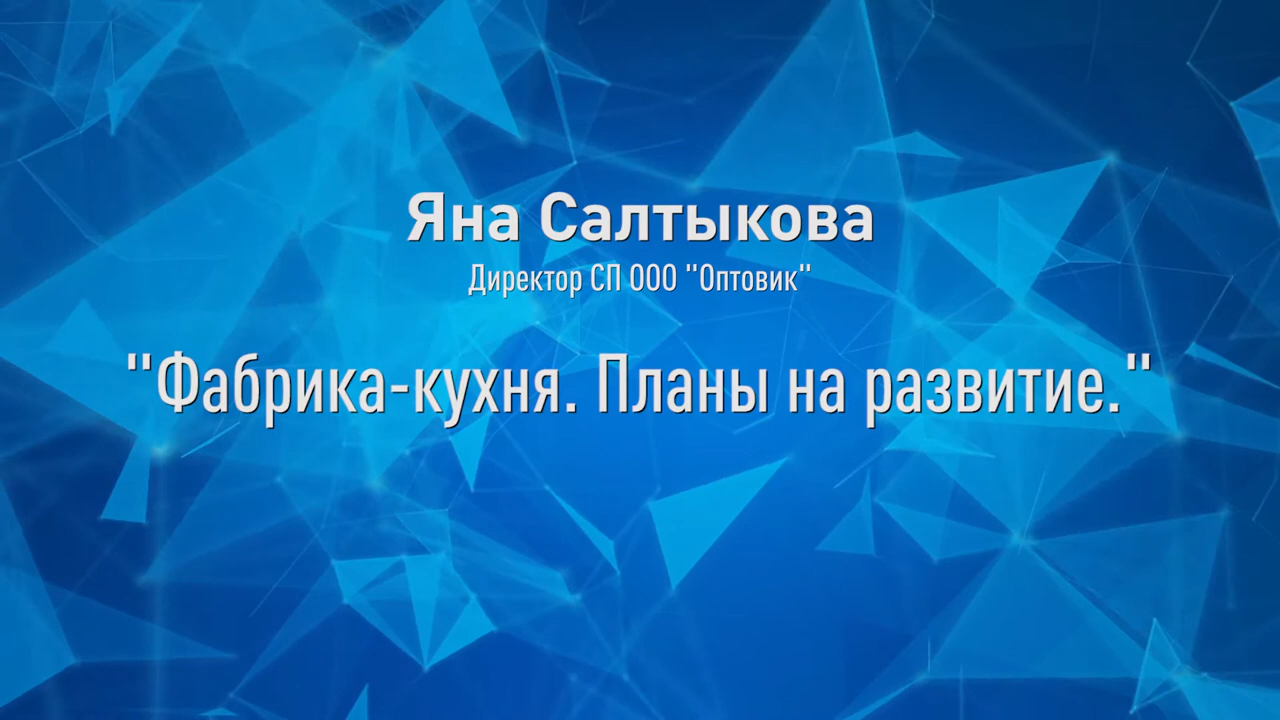 Яна Салтыкова
Директор СП ООО "Оптовик"
"Фабрика-кухня. Планы на развитие."